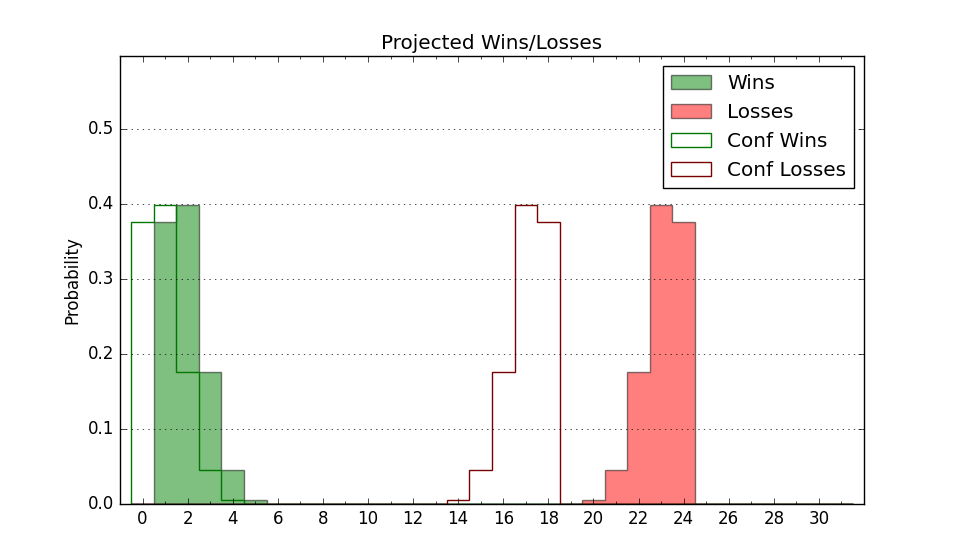 Projected Wins/Losses
Wins
Losses
Conf Wins
Conf Losses
Probability
0.5
0.4
0.3
0.2
0.1
0.0
0 2 4 6 8 10 12 14 16 18 20 22 24 26 28 30